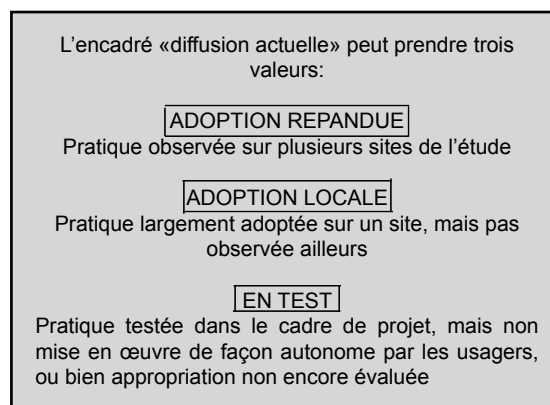 L'encadré «diffusion actuelle» peut prendre trois
valeurs:
ADOPTION REPANDUE
Pratique observée sur plusieurs sites de l'étude
ADOPTION LOCALE
Pratique largement adoptée sur un site, mais pas
observée ailleurs
EN TEST
Pratique testée dans le cadre de projet, mais non
mise en œuvre de façon autonome par les usagers,
ou bien appropriation non encore évaluée